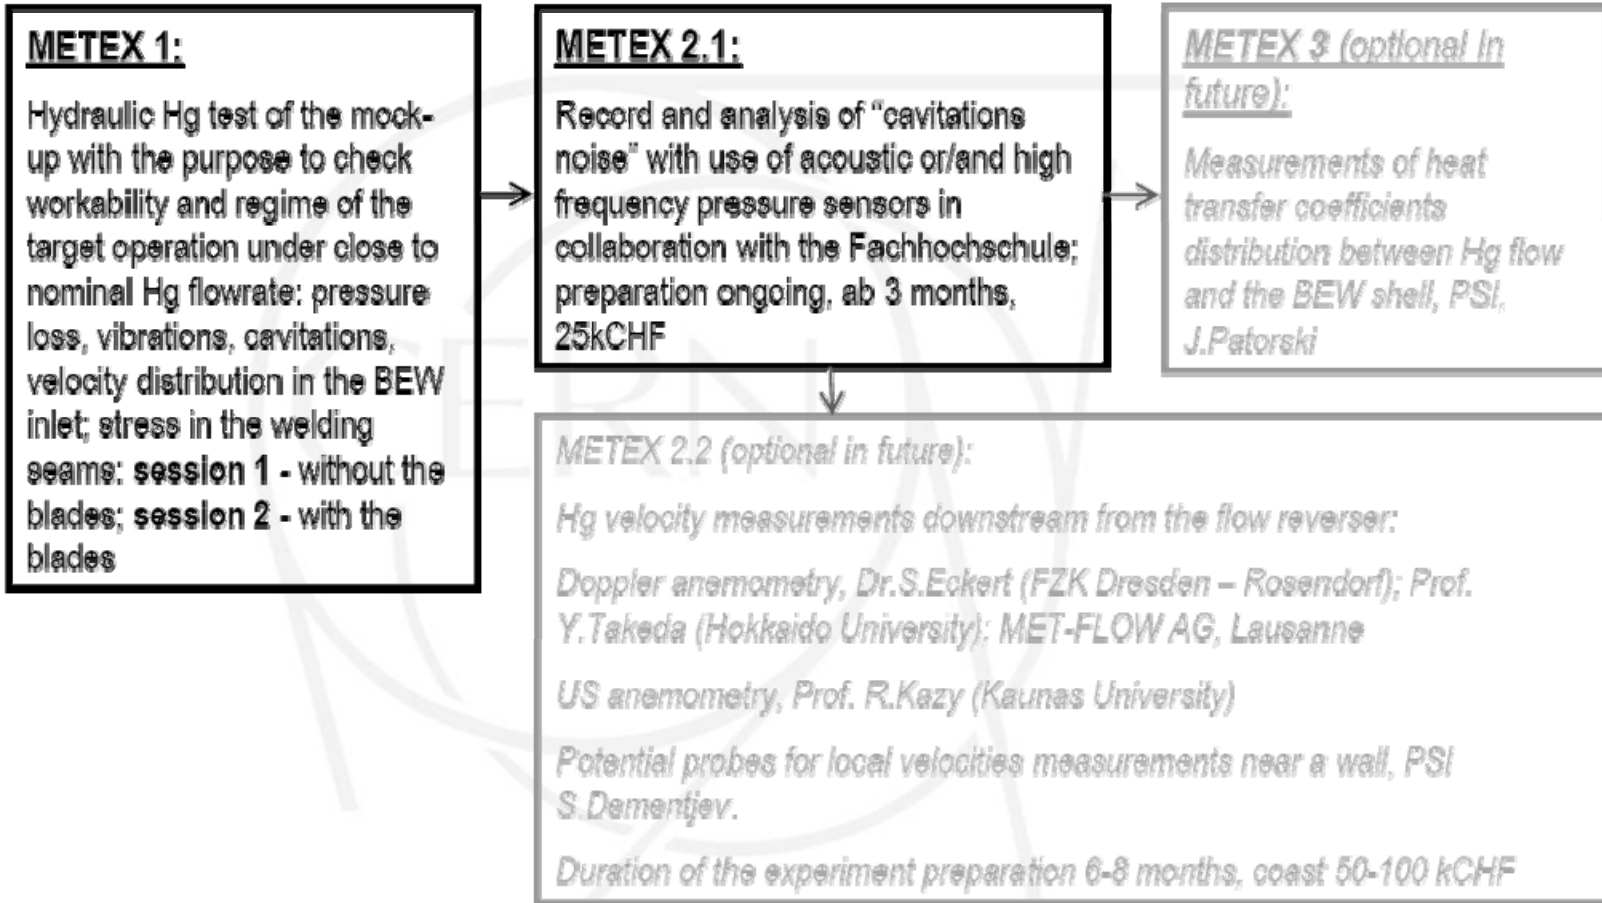 METEX 1:
Hydraulic Hg test of the mock-
up with the purpose to check
workability and regime of the
target operation under close to
nominal Hg flowrate: pressure
loss, vibrations, cavitations,
velocity distribution in the BEW
inlet; stress in the welding
seams: session 1 - without the
blades; session 2 - with the
blades
METEX 2.1:
Record and analysis of “cavitations
noise” with use of acoustic or/and high
frequency pressure sensors in
collaboration with the Fachhochschule;
preparation ongoing, ab 3 months,
25kCHF
METEX 3 (optional in
future):
Measurements of heat
transfer coefficients
distribution between Hg flow
and the BEW shell, PSI,
J.Patorski
METEX 2.2 (optional in future):
Hg velocity measurements downstream from the flow reverser:
Doppler anemometry, Dr.S.Eckert (FZK Dresden – Rosendorf); Prof.
Y.Takeda (Hokkaido University); MET-FLOW AG, Lausanne
US anemometry, Prof. R.Kazy (Kaunas University)
Potential probes for local velocities measurements near a wall, PSI
S.Dementjev.
Duration of the experiment preparation 6-8 months, coast 50-100 kCHF
CERN